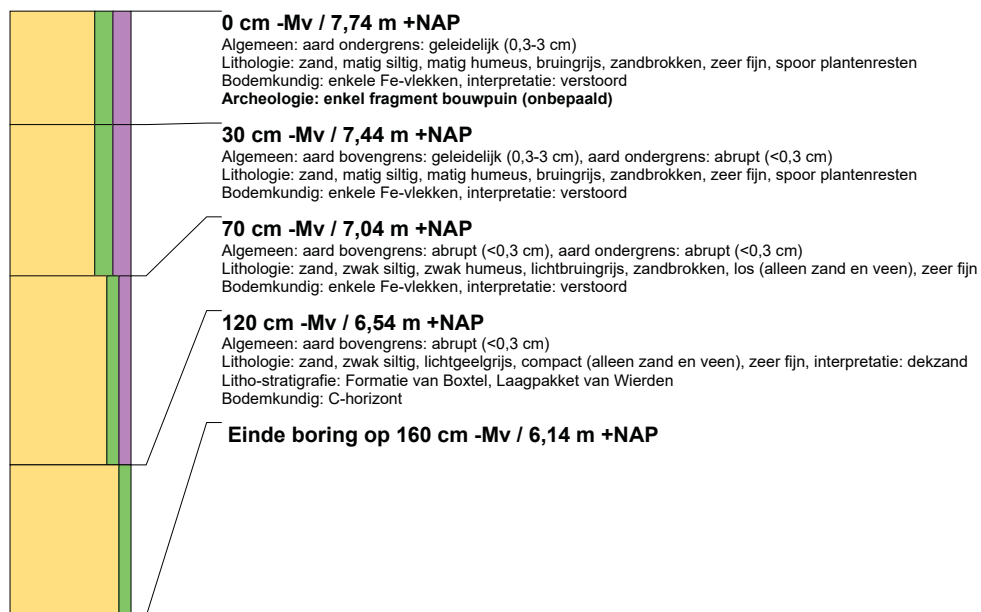 0 cm -Mv / 7,74 m +NAP
Algemeen: aard ondergrens: geleidelijk (0,3-3 cm)
Lithologie: zand, matig siltig, matig humeus, bruingrijs, zandbrokken, zeer fijn, spoor plantenresten
Bodemkundig: enkele Fe-vlekken, interpretatie: verstoord
Archeologie: enkel fragment bouwpuin (onbepaald)
30 cm -Mv / 7,44 m +NAP
Algemeen: aard bovengrens: geleidelijk (0,3-3 cm), aard ondergrens: abrupt (<0,3 cm)
Lithologie: zand, matig siltig, matig humeus, bruingrijs, zandbrokken, zeer fijn, spoor plantenresten
Bodemkundig: enkele Fe-vlekken, interpretatie: verstoord
70 cm -Mv / 7,04 m +NAP
Algemeen: aard bovengrens: abrupt (<0,3 cm), aard ondergrens: abrupt (<0,3 cm)
Lithologie: zand, zwak siltig, zwak humeus, lichtbruingrijs, zandbrokken, los (alleen zand en veen), zeer fijn
Bodemkundig: enkele Fe-vlekken, interpretatie: verstoord
120 cm -Mv / 6,54 m +NAP
Algemeen: aard bovengrens: abrupt (<0,3 cm)
Lithologie: zand, zwak siltig, lichtgeelgrijs, compact (alleen zand en veen), zeer fijn, interpretatie: dekzand
Litho-stratigrafie: Formatie van Boxtel, Laagpakket van Wierden
Bodemkundig: C-horizont
Einde boring op 160 cm -Mv / 6,14 m +NAP